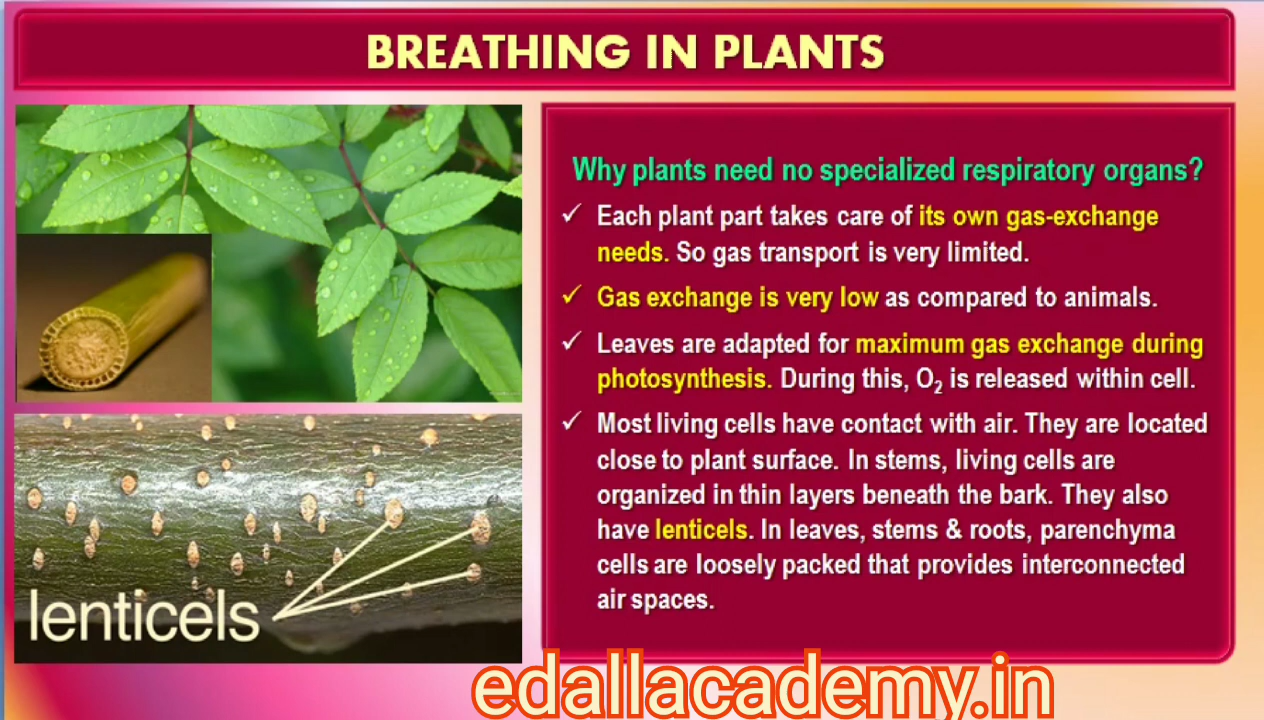 BREATHING IN PLANTS
Why plants need no specialized respiratory organs?
✓ Each plant part takes care of its own gas-exchange
needs. So gas transport is very limited.
✓ Gas exchange is very low as compared to animals.
✓ Leaves are adapted for maximum gas exchange during
photosynthesis. During this, O₂ is released within cell.
✓ Most living cells have contact with air. They are located
close to plant surface. In stems, living cells are
organized in thin layers beneath the bark. They also
have lenticels. In leaves, stems & roots, parenchyma
cells are loosely packed that provides interconnected
air spaces.
lenticels
edallacademy.in